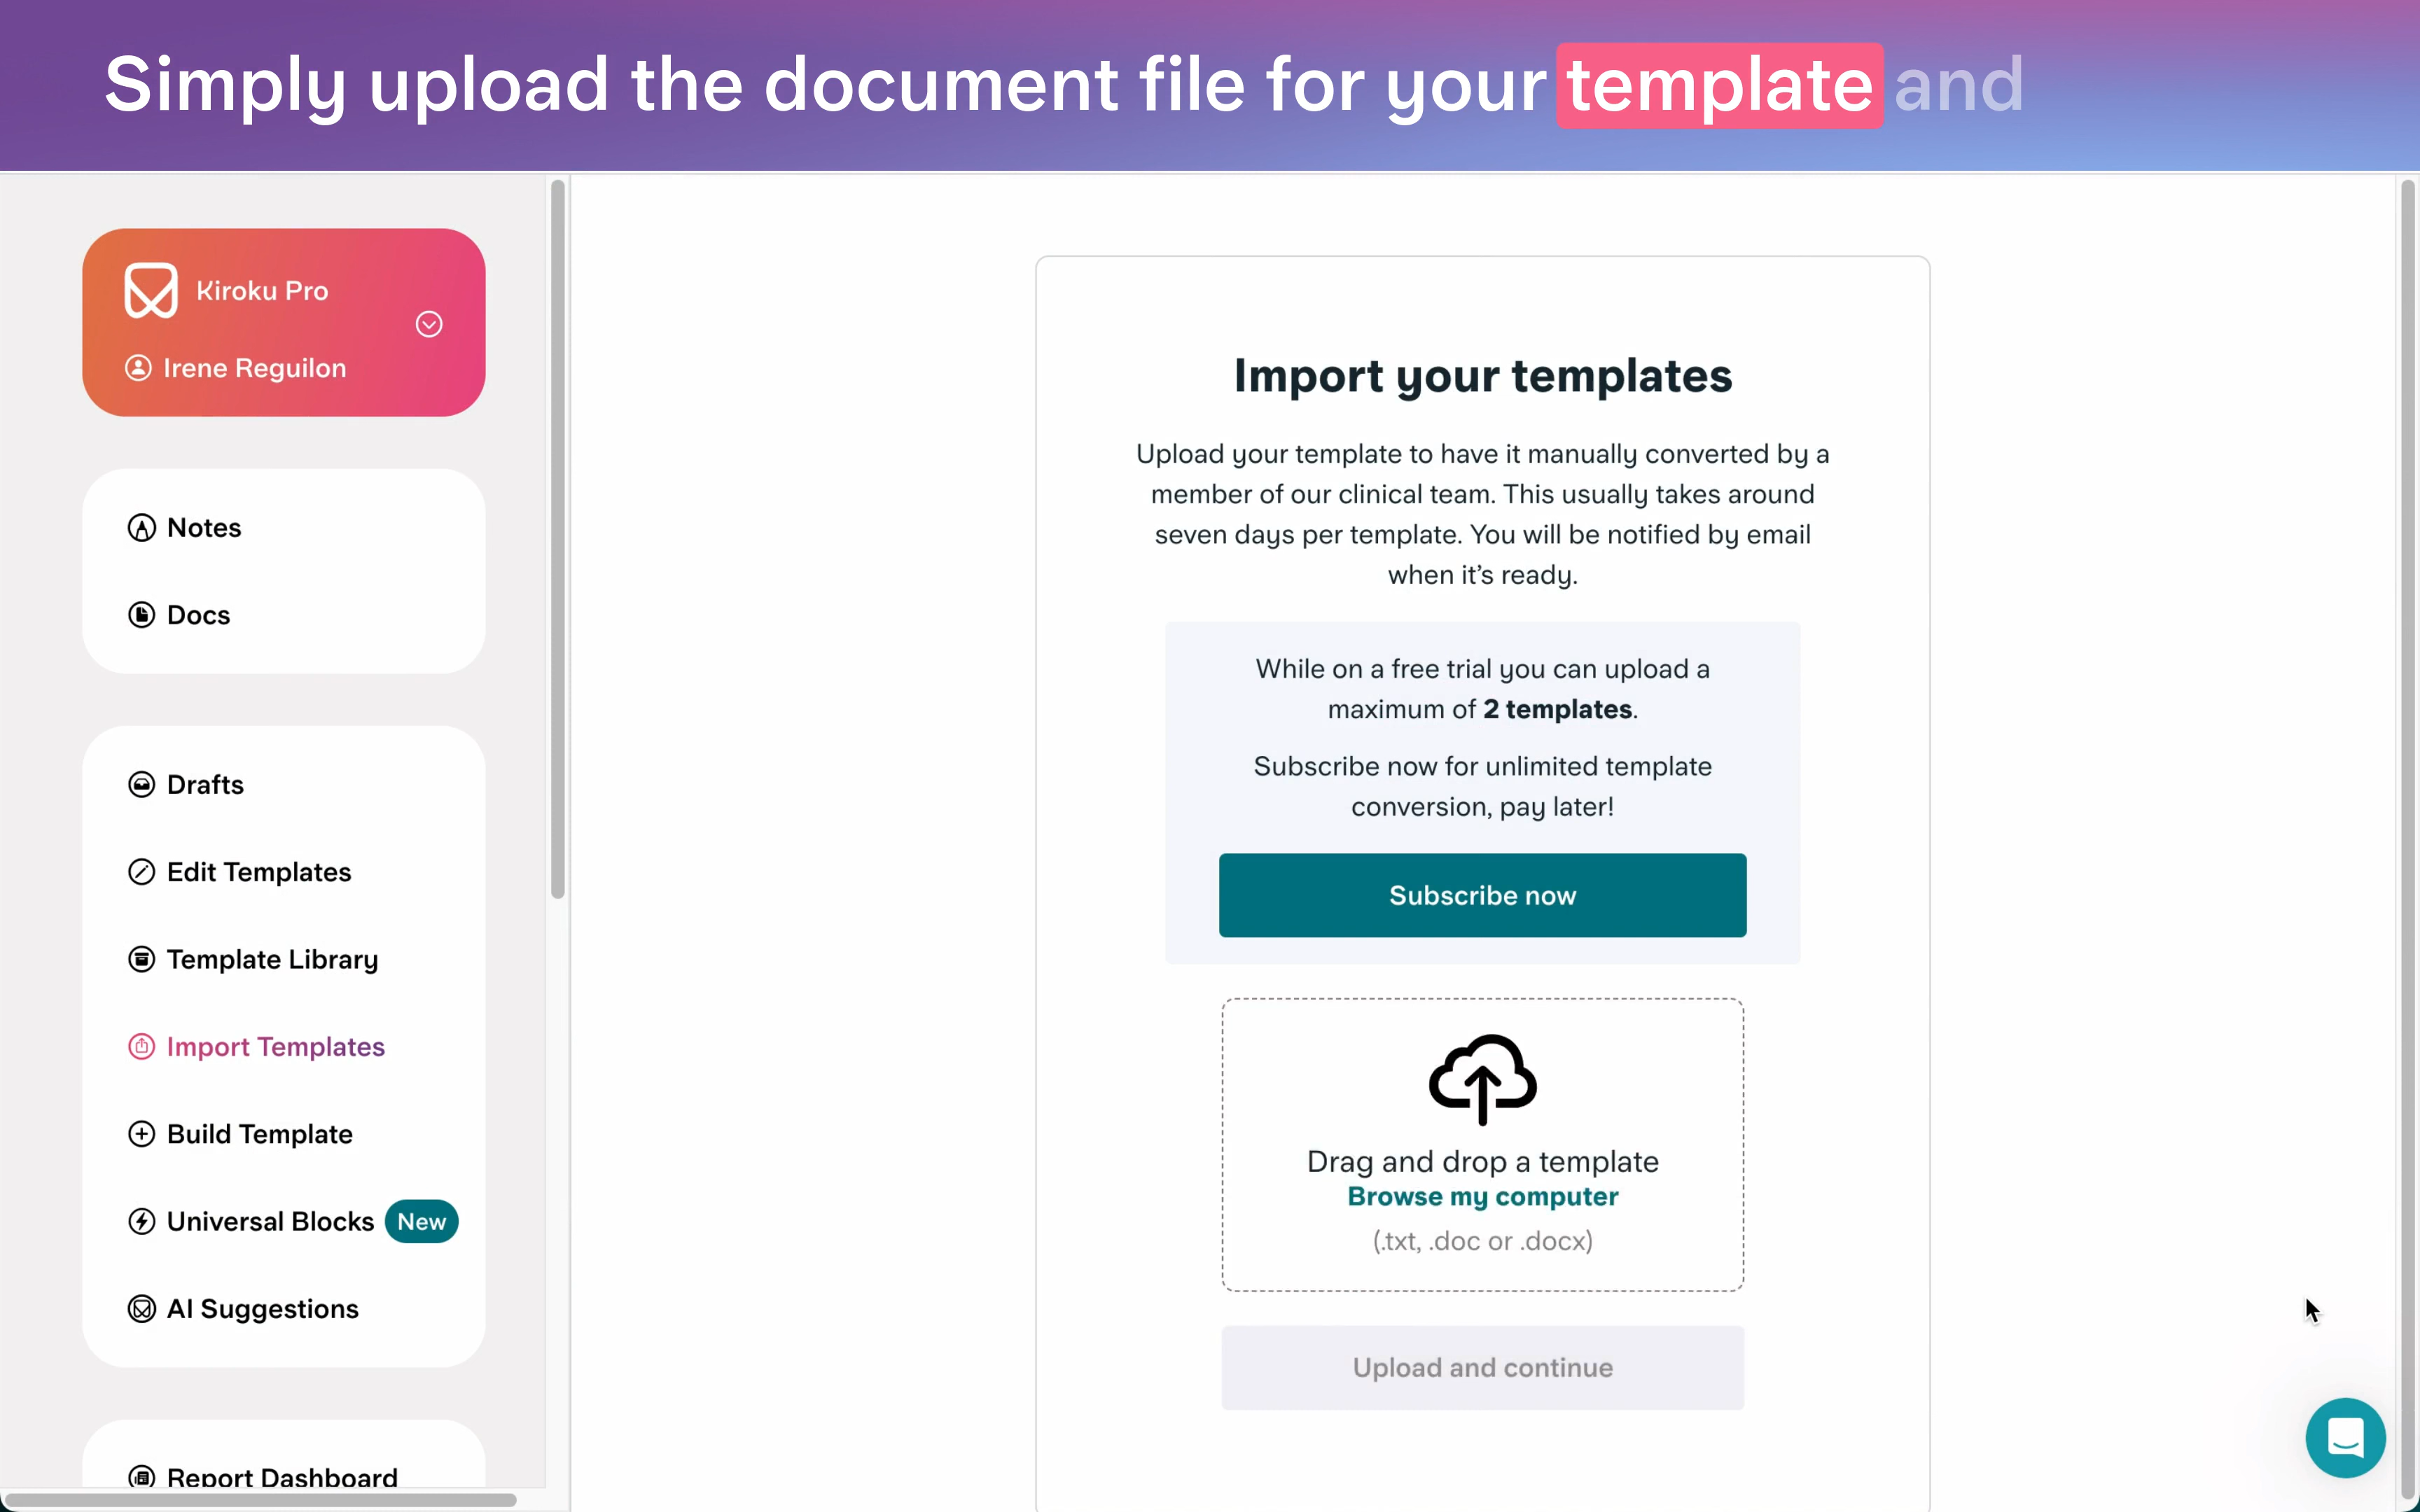 Simply upload the document file for your template and
Kiroku Pro
Irene Reguilon
Notes
Docs
Drafts
Edit Templates
Template Library
Import Templates
Build Template
Universal Blocks New
AI Suggestions
Report Dashboard
Import your templates
Upload your template to have it manually converted by a
member of our clinical team. This usually takes around
seven days per template. You will be notified by email
when it’s ready.
While on a free trial you can upload a
maximum of 2 templates.
Subscribe now for unlimited template
conversion, pay later!
Subscribe now
Drag and drop a template
Browse my computer
(.txt, .doc or .docx)
Upload and continue